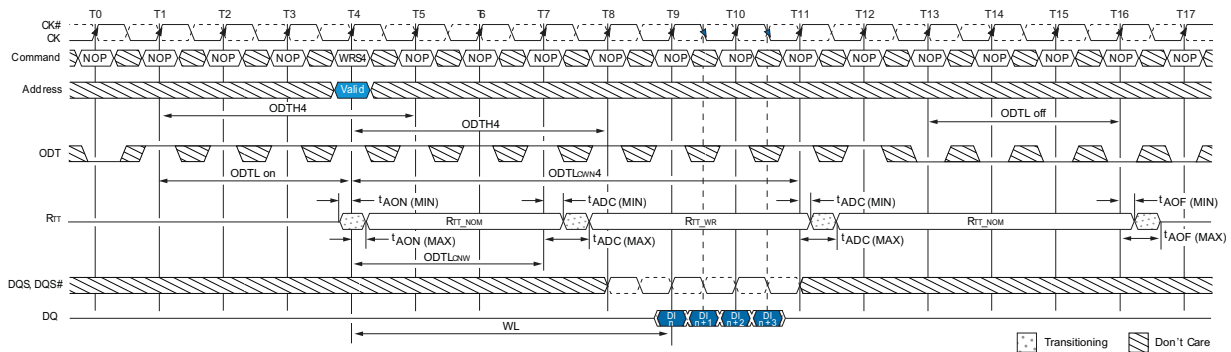 T0 T1 T2 T3 T4 T5 T6 T7 T8 T9 T10 T11 T12 T13 T14 T15 T16 T17
CK#
CK
Command NOP NOP NOP NOP WRS4 NOP NOP NOP NOP NOP NOP NOP NOP NOP NOP NOP NOP NOP
Address Valid
ODTH4 ODTL off
ODTH4
ODT
ODTL on ODTLCWN4
tAON (MIN) tADC (MIN) tADC (MIN) tAOF (MIN)
RTT RTT_NOM RTT_WR RTT_NOM
tAON (MAX) tADC (MAX) tADC (MAX) tAOF (MAX)
ODTLCNW
DQS, DQS#
WL
DQ DI n DI n+1 DI n+2 DI n+3
Transitioning Don't Care